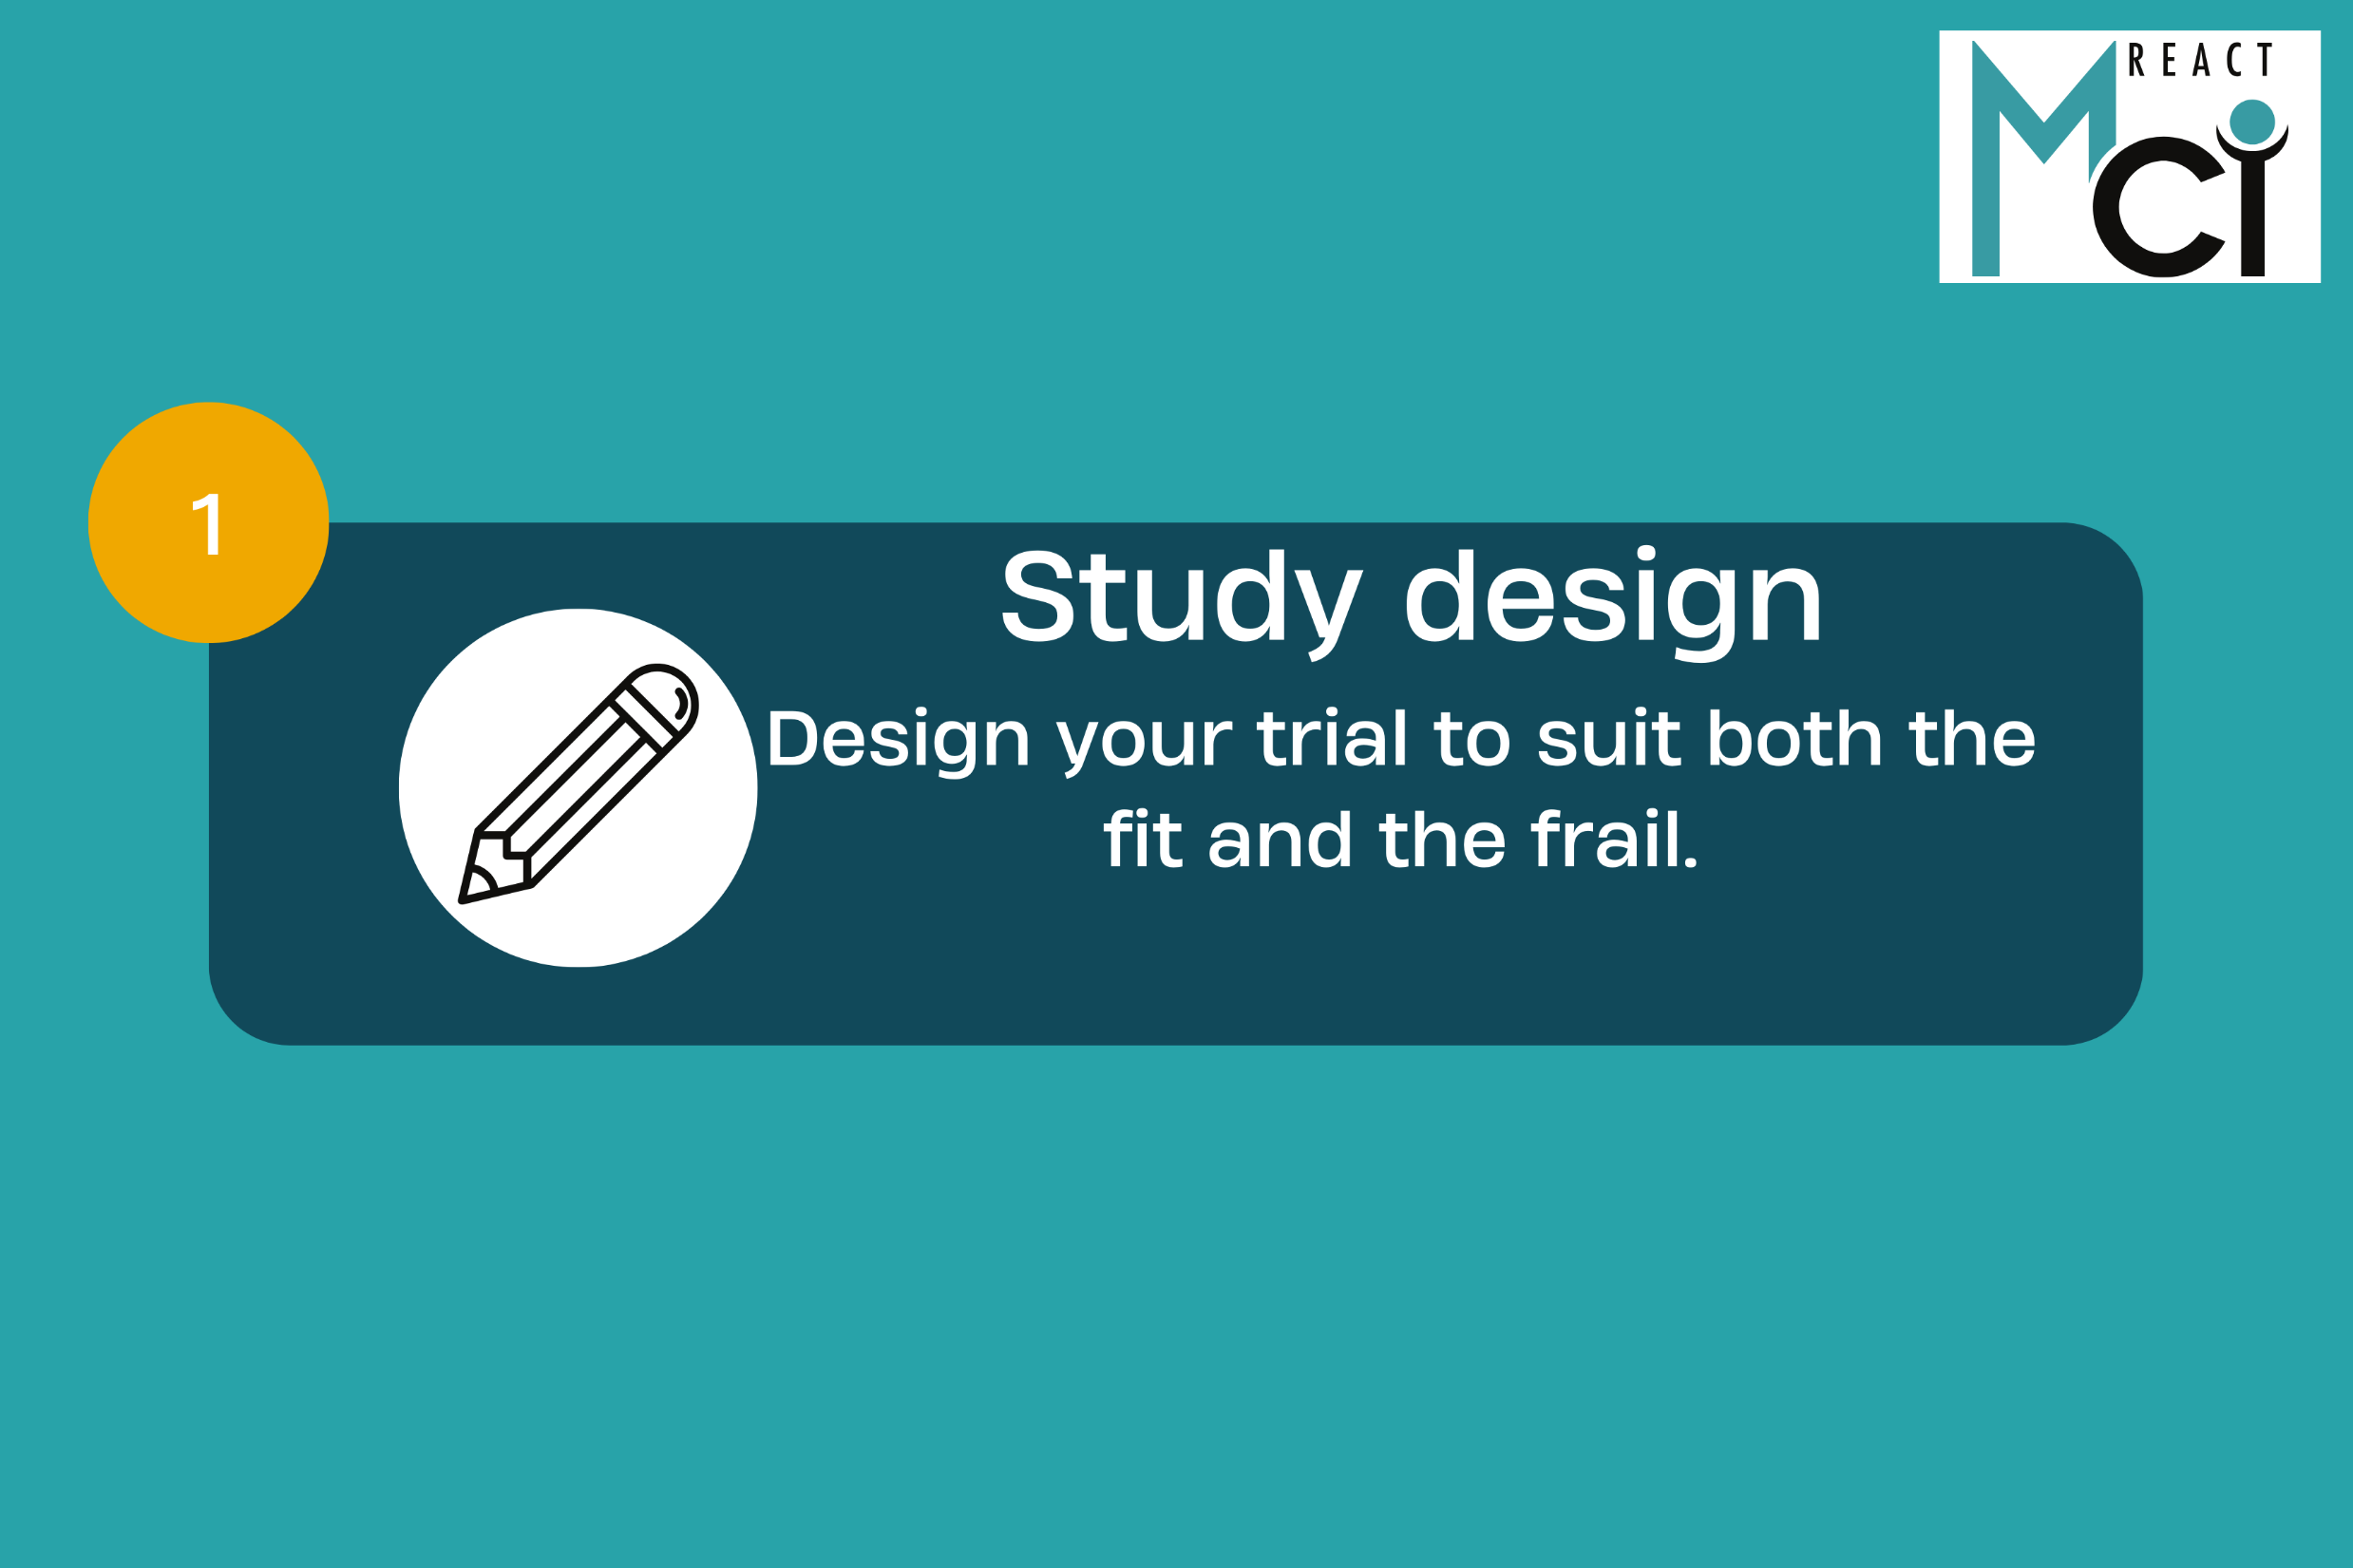 REACT
MCi
1
Study design
Design your trial to suit both the
fit and the frail.